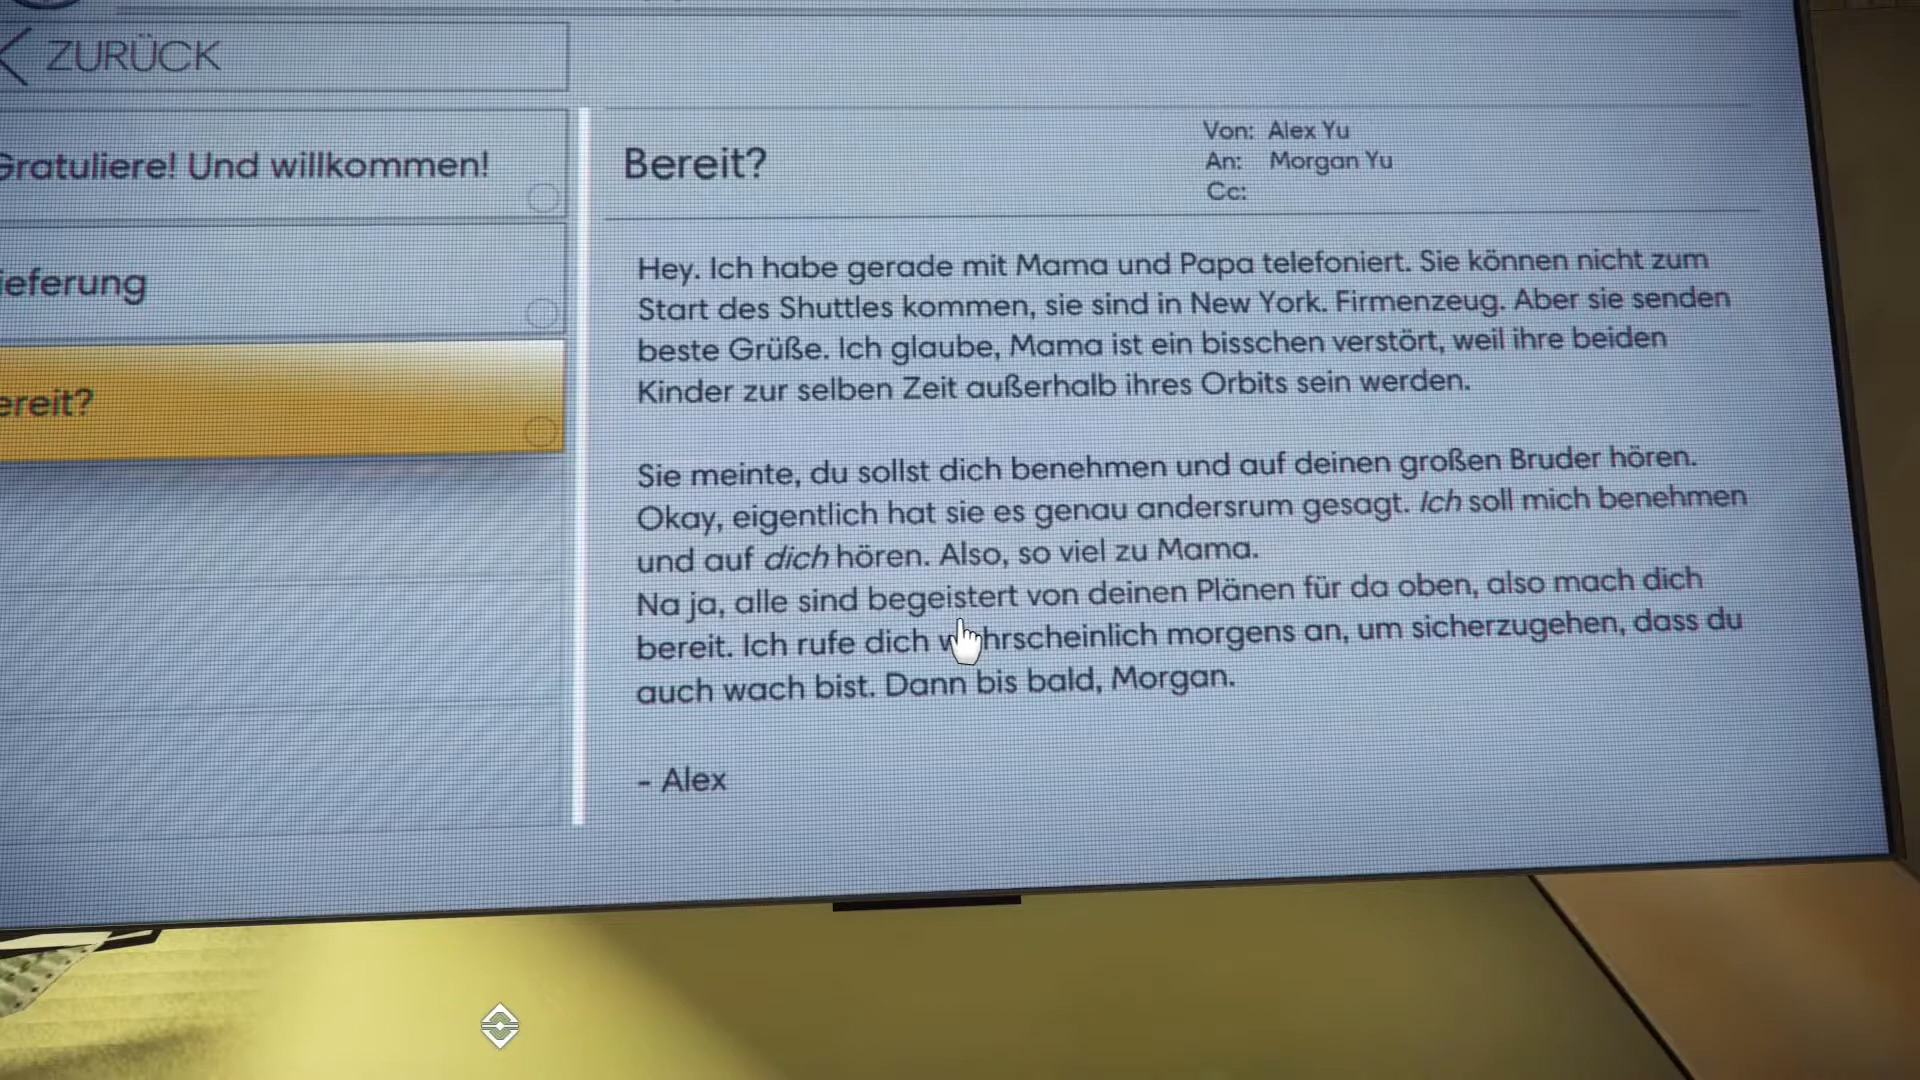 ZURÜCK
Gratuliere! Und willkommen!
ieferung
ereit?
Bereit?
Von: Alex Yu
An: Morgan Yu
Cc:
Hey. Ich habe gerade mit Mama und Papa telefoniert. Sie können nicht zum
Start des Shuttles kommen, sie sind in New York. Firmenzeug. Aber sie senden
beste Grüße. Ich glaube, Mama ist ein bisschen verstört, weil ihre beiden
Kinder zur selben Zeit außerhalb ihres Orbits sein werden.
Sie meinte, du sollst dich benehmen und auf deinen großen Bruder hören.
Okay, eigentlich hat sie es genau andersrum gesagt. Ich soll mich benehmen
und auf dich hören. Also, so viel zu Mama.
Na ja, alle sind begeistert von deinen Plänen für da oben, also mach dich
bereit. Ich rufe dich wahrscheinlich morgens an, um sicherzugehen, dass du
auch wach bist. Dann bis bald, Morgan.
- Alex